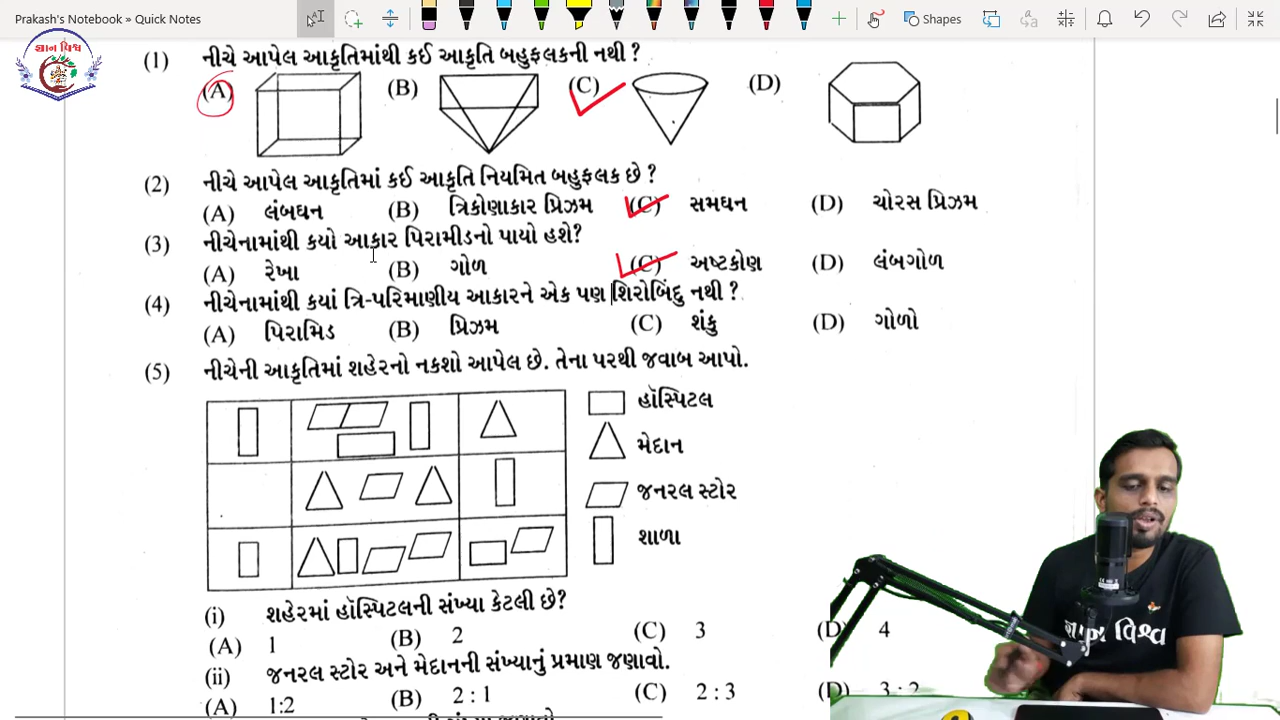 Prakash's Notebook » Quick Notes
Shapes
જ્ઞાન વિશ્વ
(1) નીચે આપેલ આકૃતિમાંથી કઈ આકૃતિ બહુફલકની નથી ?
(A) (B) (C) (D)
(2) નીચે આપેલ આકૃતિમાં કઈ આકૃતિ નિયમિત બહુફલક છે ?
(A) લંબઘન (B) ત્રિકોણાકાર પ્રિઝમ (C) સમઘન (D) ચોરસ પ્રિઝમ
(3) નીચેનામાંથી કયો આકાર પિરામીડનો પાયો હશે?
(A) રેખા (B) ગોળ (C) અષ્ટકોણ (D) લંબગોળ
(4) નીચેનામાંથી કયાં ત્રિ-પરિમાણીય આકારને એક પણ શિરોબિંદુ નથી ?
(A) પિરામિડ (B) પ્રિઝમ (C) શંકુ (D) ગોળો
(5) નીચેની આકૃતિમાં શહેરનો નકશો આપેલ છે. તેના પરથી જવાબ આપો.
હૉસ્પિટલ
મેદાન
જનરલ સ્ટોર
શાળા
(i) શહેરમાં હૉસ્પિટલની સંખ્યા કેટલી છે?
(A) 1 (B) 2 (C) 3 (D) 4
(ii) જનરલ સ્ટોર અને મેદાનની સંખ્યાનું પ્રમાણ જણાવો.
(A) 1:2 (B) 2 : 1 (C) 2 : 3 (D) 3 : 2
જ્ઞાન વિશ્વ